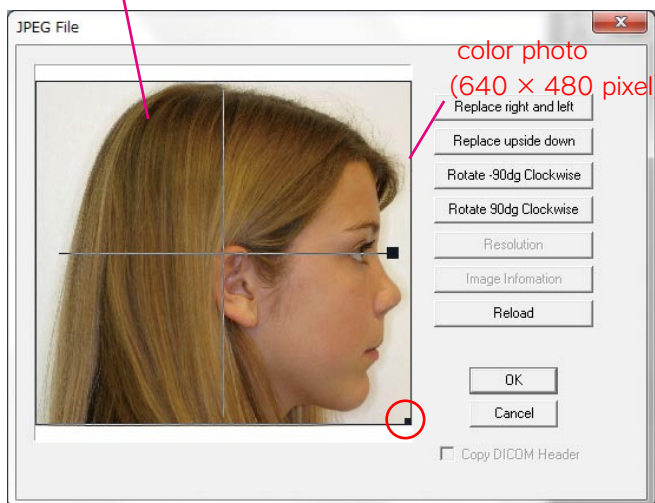 JPEG File
color photo
(640 × 480 pixel
Replace right and left
Replace upside down
Rotate -90dg Clockwise
Rotate 90dg Clockwise
Resolution
Image Infomation
Reload
OK
Cancel
Copy DICOM Header